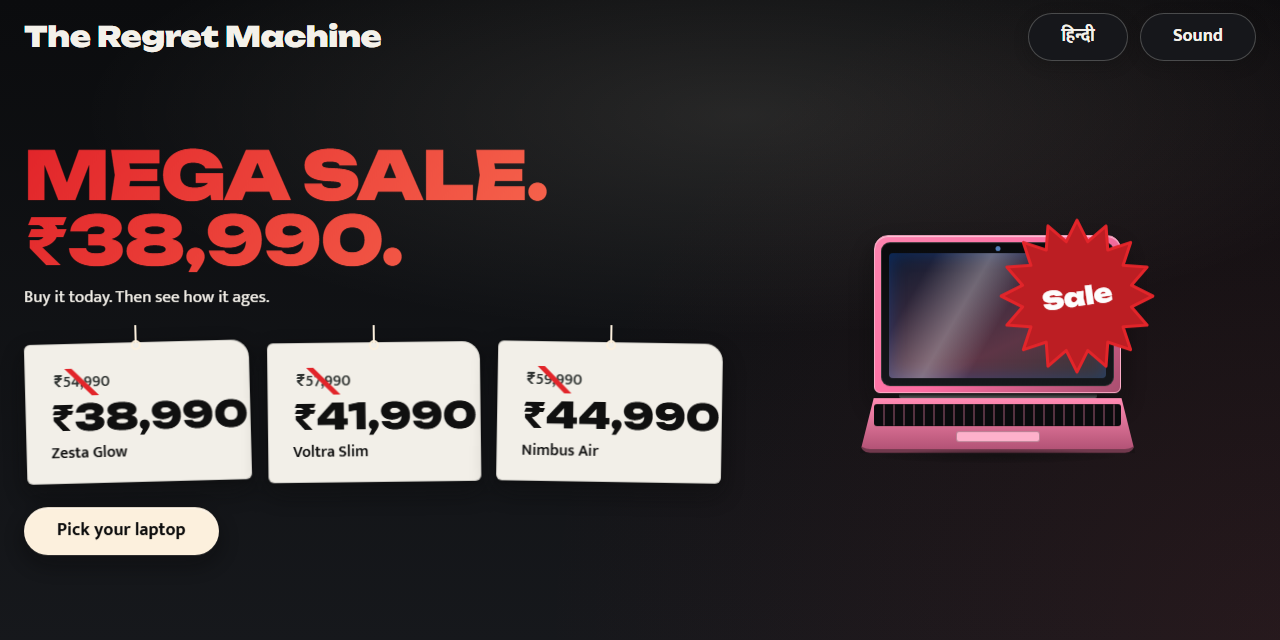 The Regret Machine
हिन्दी
Sound
MEGA SALE.
₹38,990.
Buy it today. Then see how it ages.
₹54,990
₹38,990
Zesta Glow
₹57,990
₹41,990
Voltra Slim
₹59,990
₹44,990
Nimbus Air
Sale
Pick your laptop